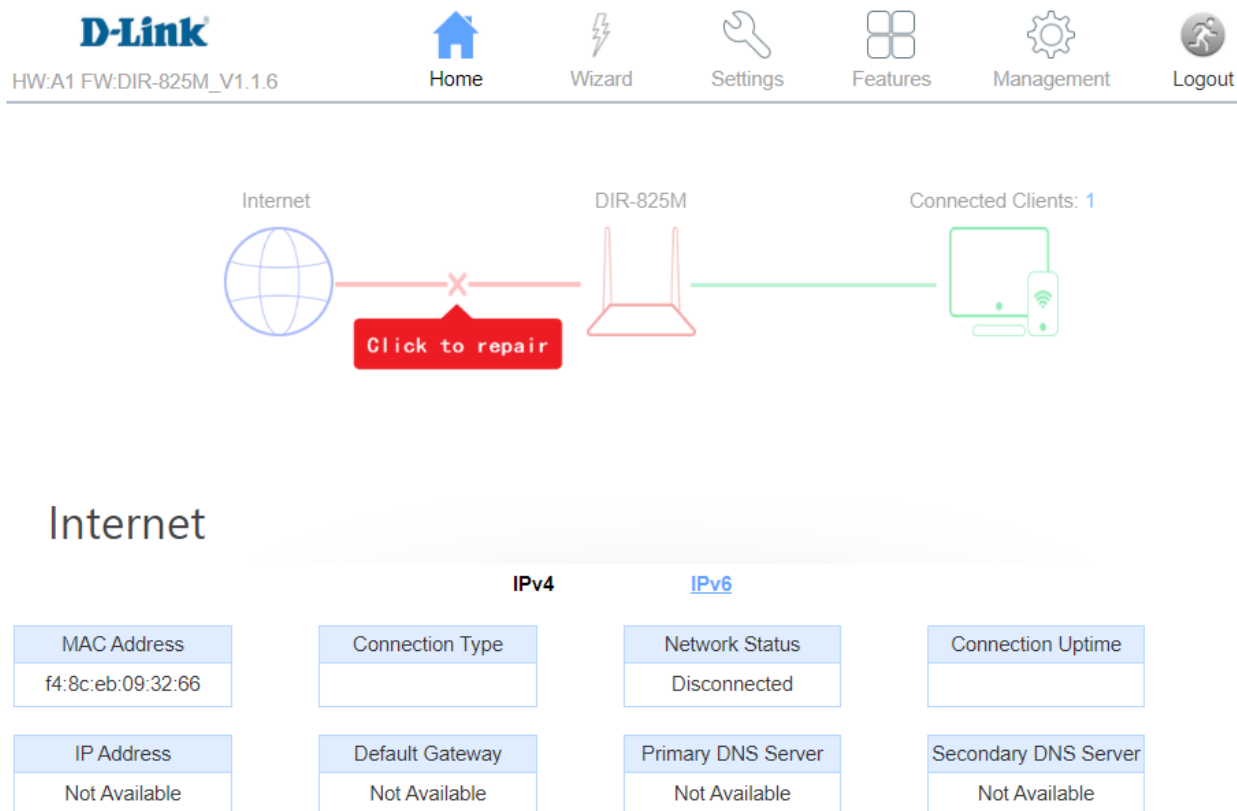 D-Link
HW:A1 FW:DIR-825M_V1.1.6
Home
Wizard
Settings
Features
Management
Logout
Internet
DIR-825M
Connected Clients: 1
Click to repair
Internet
IPv4
IPv6
MAC Address
Connection Type
Network Status
Connection Uptime
f4:8c:eb:09:32:66
Disconnected
IP Address
Default Gateway
Primary DNS Server
Secondary DNS Server
Not Available
Not Available
Not Available
Not Available